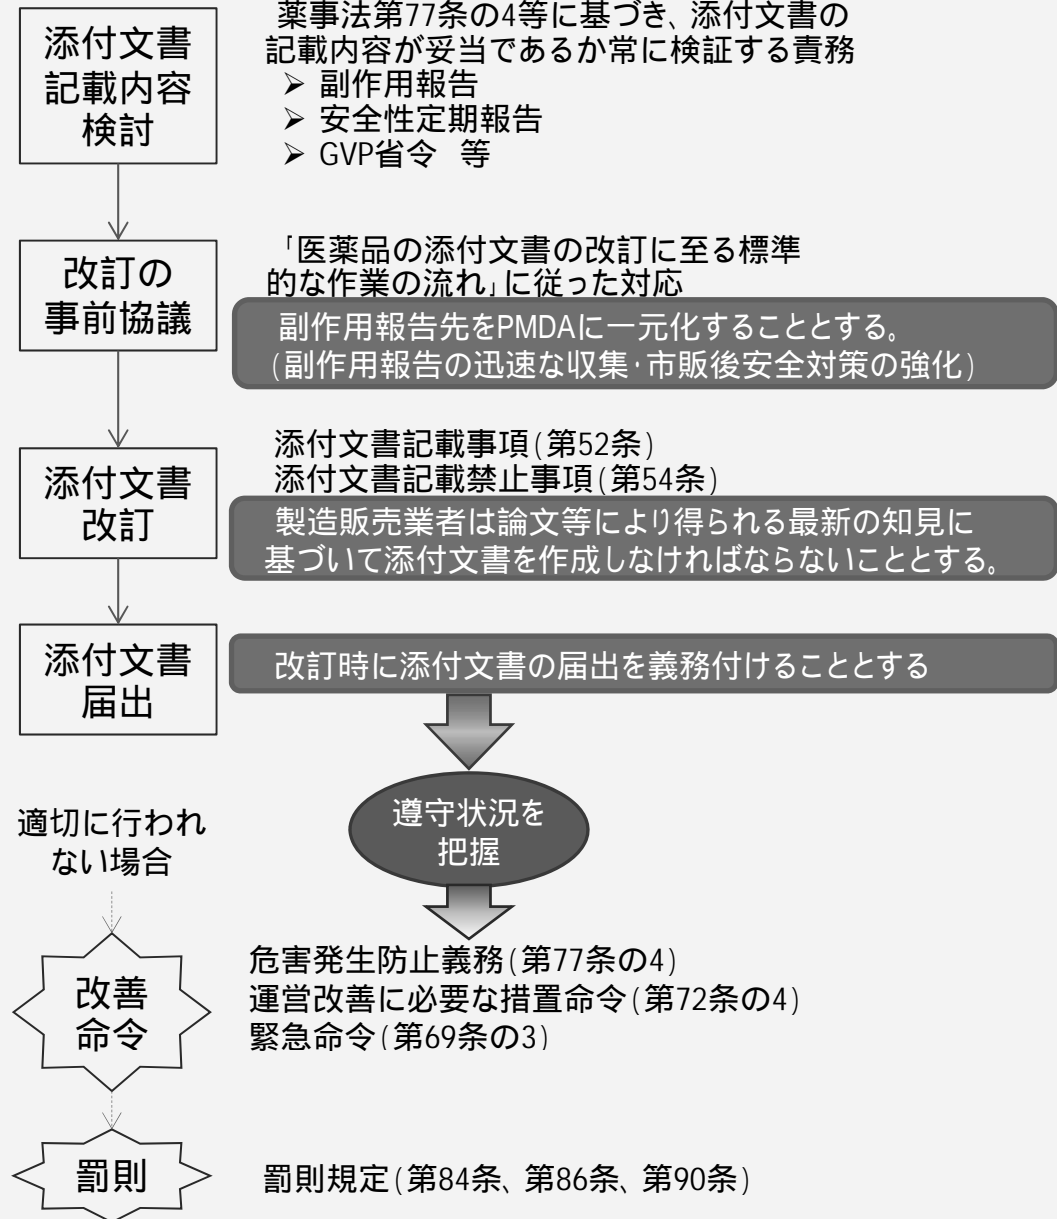 添付文書
記載内容
検討
薬事法第77条の4等に基づき、添付文書の
記載内容が妥当であるか常に検証する責務
➢ 副作用報告
➢ 安全性定期報告
➢ GVP省令 等
改訂の
事前協議
「医薬品の添付文書の改訂に至る標準
的な作業の流れ」に従った対応
副作用報告先をPMDAに一元化することとする。
(副作用報告の迅速な収集・市販後安全対策の強化)
添付文書
改訂
添付文書記載事項(第52条)
添付文書記載禁止事項(第54条)
製造販売業者は論文等により得られる最新の知見に
基づいて添付文書を作成しなければならないこととする。
添付文書
届出
改訂時に添付文書の届出を義務付けることとする
遵守状況を
把握
適切に行われ
ない場合
改善
命令
危害発生防止義務(第77条の4)
運営改善に必要な措置命令(第72条の4)
緊急命令(第69条の3)
罰則
罰則規定(第84条、第86条、第90条)